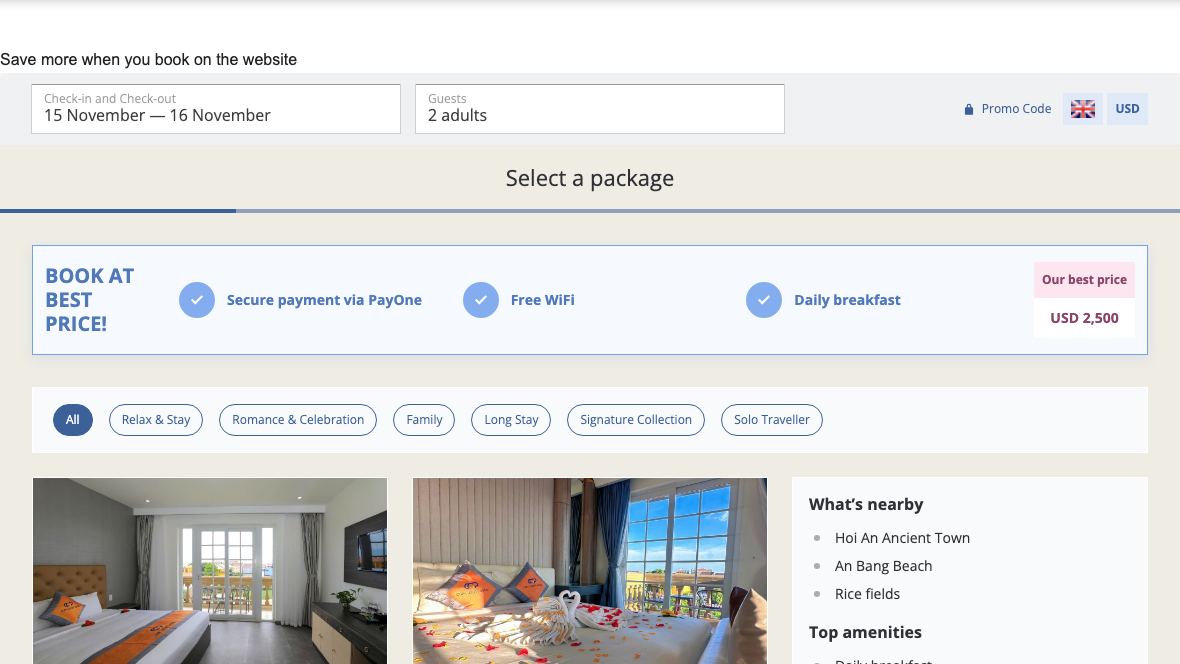 Save more when you book on the website
Check-in and Check-out
15 November — 16 November
Guests
2 adults
Promo Code
USD
Select a package
BOOK AT
BEST
PRICE!
Secure payment via PayOne
Free WiFi
Daily breakfast
Our best price
USD 2,500
All
Relax & Stay
Romance & Celebration
Family
Long Stay
Signature Collection
Solo Traveller
What’s nearby
Hoi An Ancient Town
An Bang Beach
Rice fields
Top amenities
Daily breakfast